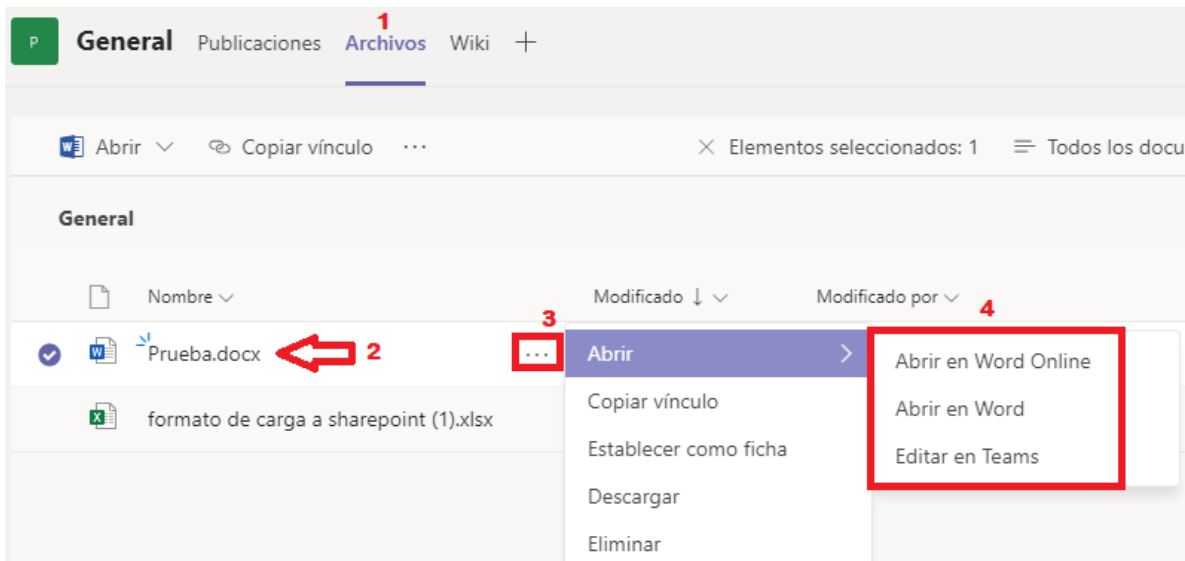 1
P General Publicaciones Archivos Wiki
Abrir Copiar vínculo ... Elementos seleccionados: 1 Todos los docu
General
Nombre Modificado Modificado por
4
3
Prueba.docx 2 ... Abrir Abrir en Word Online
Copiar vínculo Abrir en Word
formato de carga a sharepoint (1).xlsx
Establecer como ficha Editar en Teams
Descargar
Eliminar